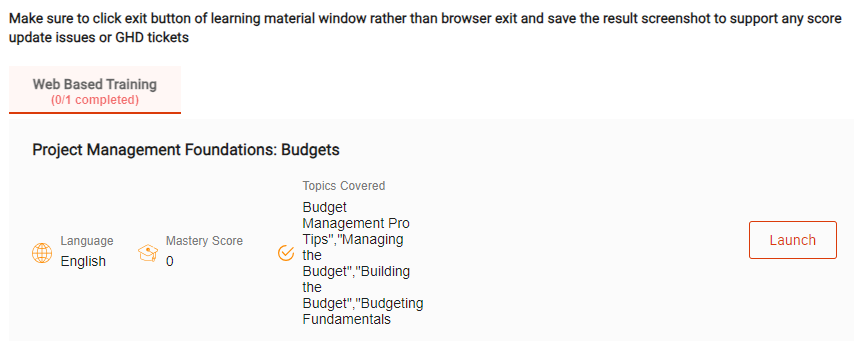 Make sure to click exit button of learning material window rather than browser exit and save the result screenshot to support any score
update issues or GHD tickets
Web Based Training
(0/1 completed)
Project Management Foundations: Budgets
Language
English
Mastery Score
0
Topics Covered
Budget
Management Pro
Tips","Managing
the
Budget","Building
the
Budget","Budgeting
Fundamentals
Launch